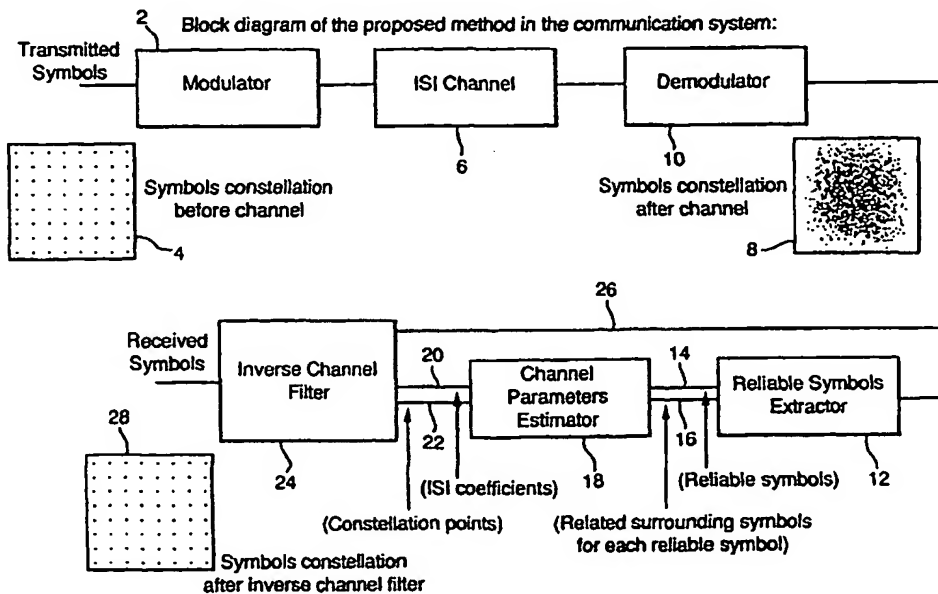 Block diagram of the proposed method in the communication system:
2
Transmitted
Symbols
Modulator
ISI Channel
Demodulator
6
10
Symbols constellation
before channel
4
Symbols constellation
after channel
8
26
Received
Symbols
Inverse Channel
Filter
20
22
Channel
Parameters
Estimator
14
16
Reliable Symbols
Extractor
28
24
18
12
(ISI coefficients)
(Reliable symbols)
(Constellation points)
(Related surrounding symbols
for each reliable symbol)
Symbols constellation
after inverse channel filter